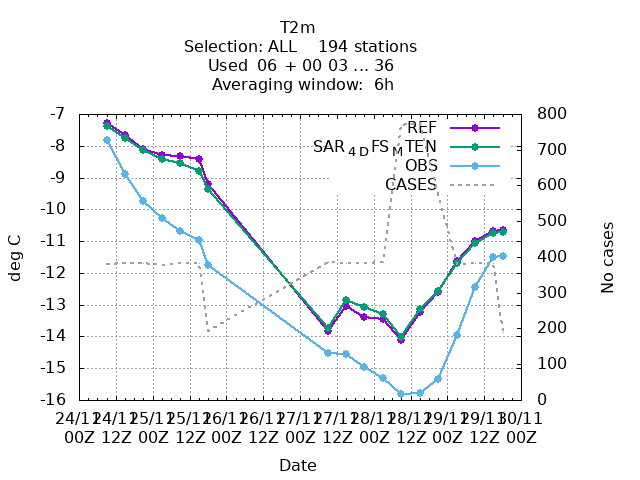 T2m
Selection: ALL    194 stations
Used  06 + 00 03 ... 36
Averaging window:  6h
-7
-8
-9
-10
-11
-12
-13
-14
-15
-16
deg C
800
700
600
500
400
300
200
100
0
No cases
REF
SAR4DFSMTEN
OBS
CASES
24/11 24/11 25/11 25/11 26/11 26/11 27/11 27/11 28/11 28/11 29/11 29/11 30/11
00Z 12Z 00Z 12Z 00Z 12Z 00Z 12Z 00Z 12Z 00Z 12Z 00Z
Date